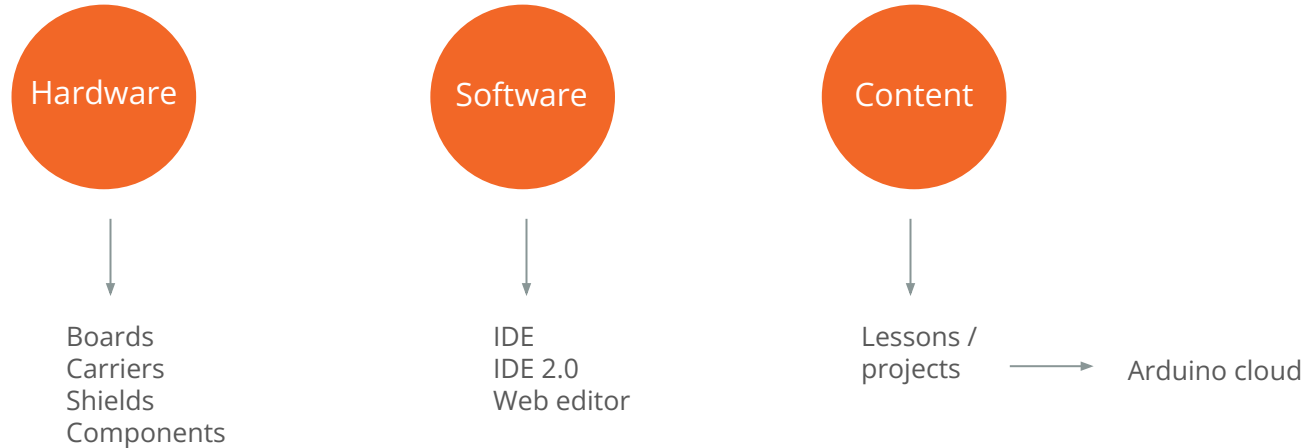 Hardware
Software
Content
Boards
Carriers
Shields
Components
IDE
IDE 2.0
Web editor
Lessons /
projects
Arduino cloud